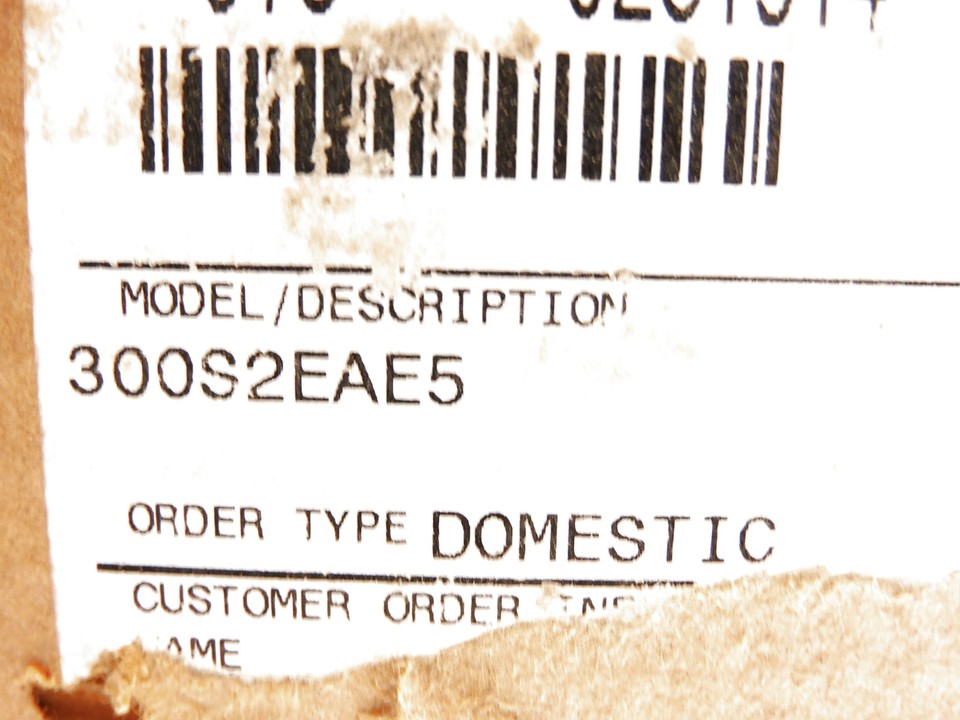 MODEL/DESCRIPTION
300S2EAE5
ORDER TYPE DOMESTIC
CUSTOMER ORDER